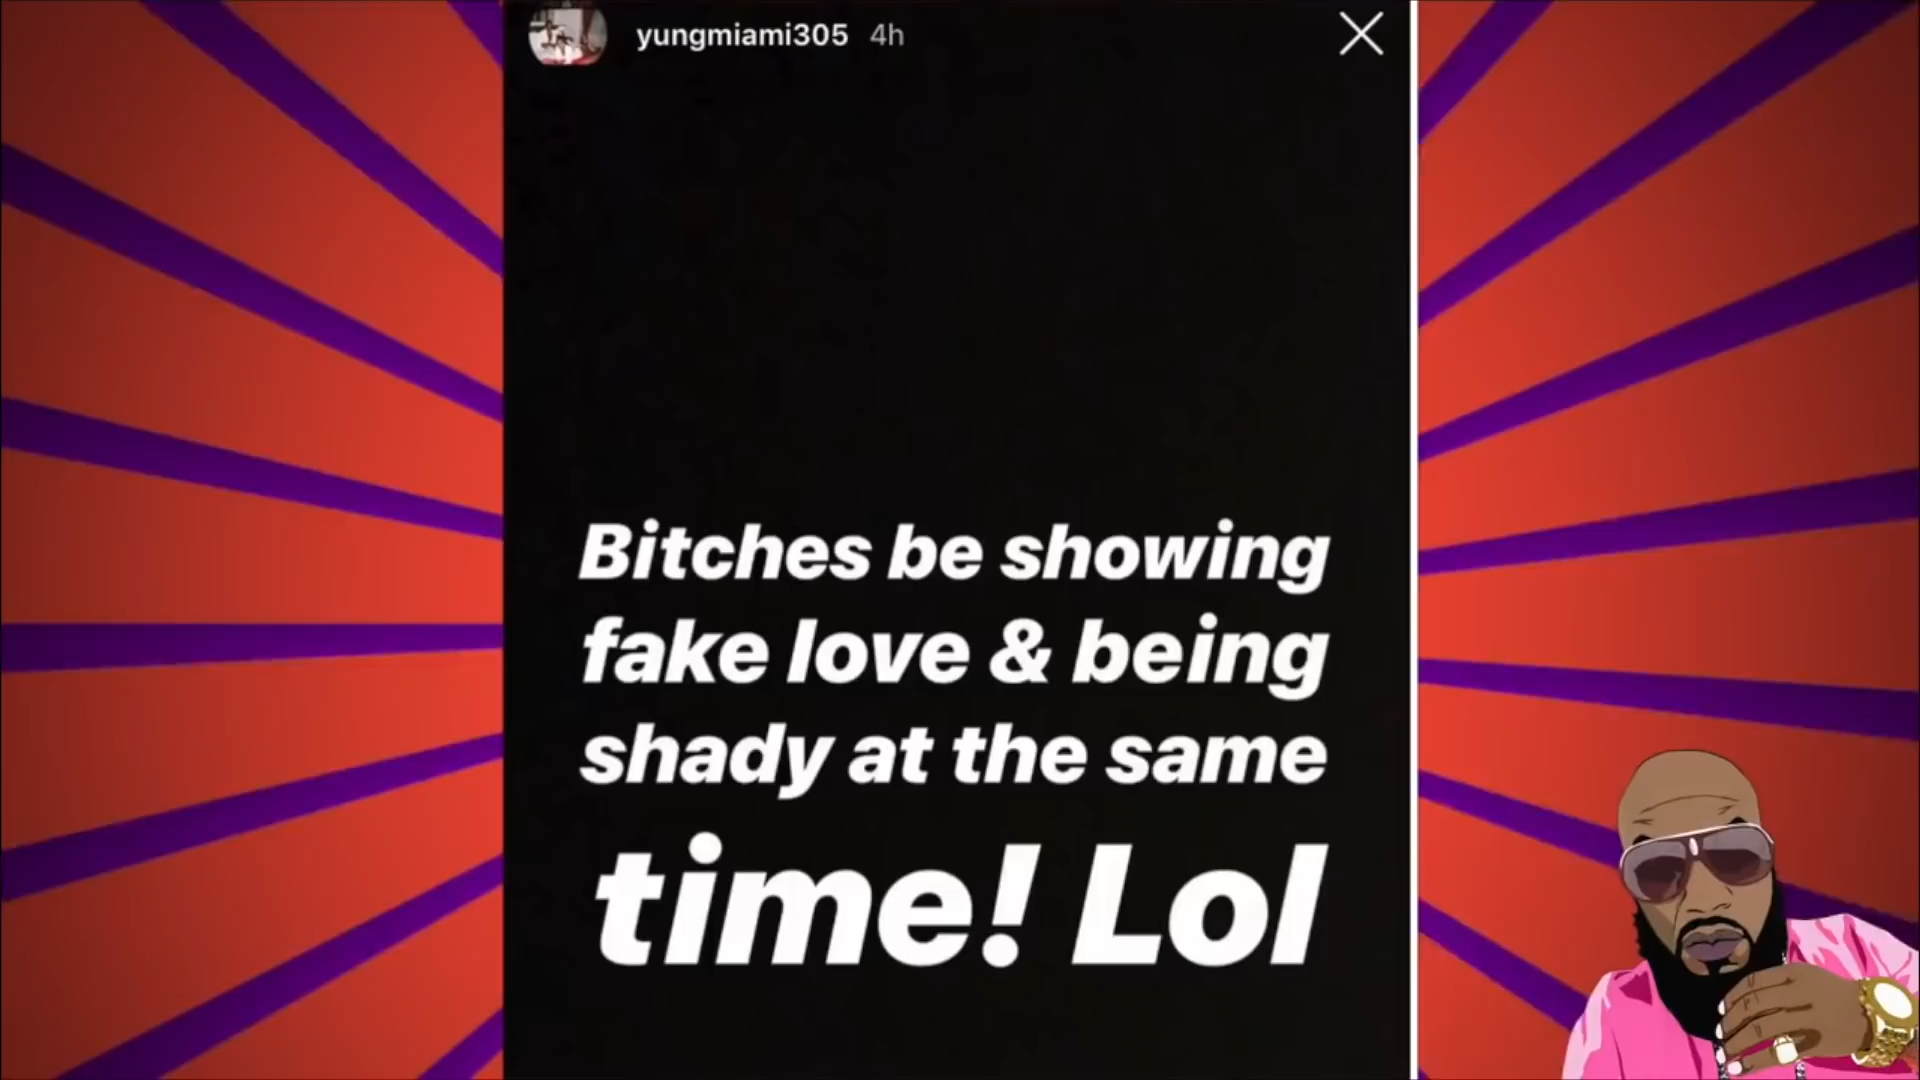 yungmiami305 4h
Bitches be showing
fake love & being
shady at the same
time! Lol